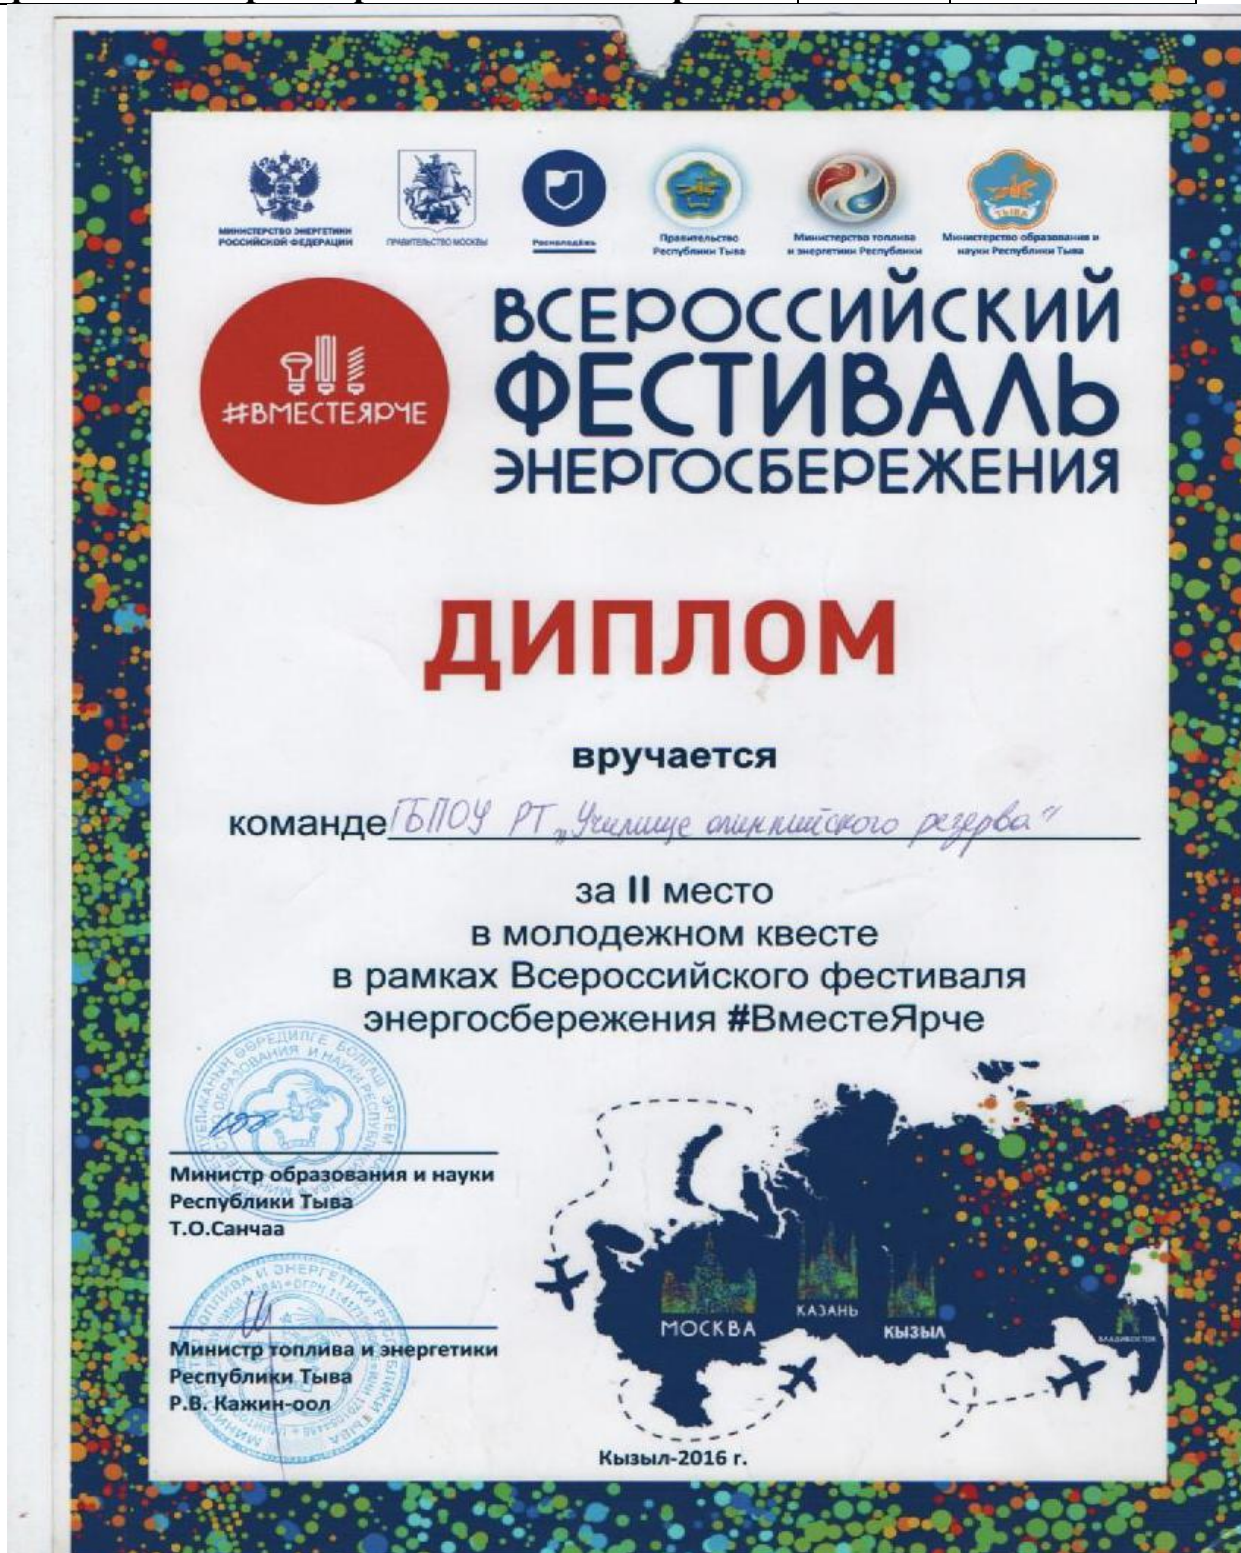 МИНИСТЕРСТВО ЭНЕРГЕТИКИ
РОССИЙСКОЙ ФЕДЕРАЦИИ
ПРАВИТЕЛЬСТВО МОСКВЫ
Росмолодёжь
Правительство
Республики Тыва
Министерство топлива
и энергетики Республики
ТЫВА
Министерство образования и
науки Республики Тыва
#ВМЕСТЕЯРЧЕ
ВСЕРОССИЙСКИЙ
ФЕСТИВАЛЬ
ЭНЕРГОСБЕРЕЖЕНИЯ
ДИПЛОМ
вручается
команде ГБПОУ РТ „Училище олимпийского резерва"
за II место
в молодежном квесте
в рамках Всероссийского фестиваля
энергосбережения #ВместеЯрче
Министр образования и науки
Республики Тыва
Т.О.Санчаа
Министр топлива и энергетики
Республики Тыва
Р.В. Кажин-оол
МОСКВА
КАЗАНЬ
КЫЗЫЛ
ВЛАДИВОСТОК
Кызыл-2016 г.